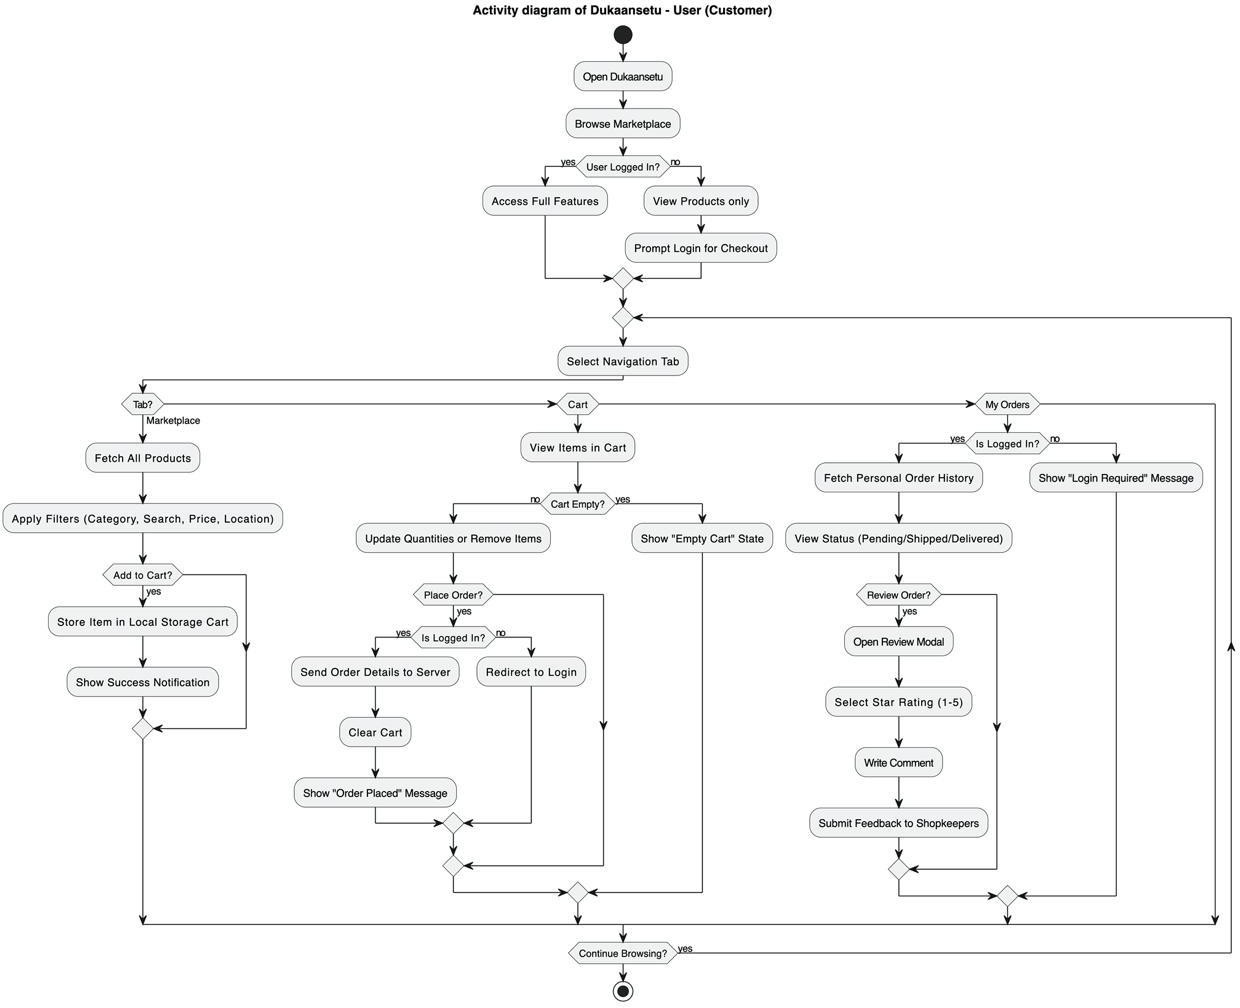 Activity diagram of Dukaansetu - User (Customer)
Open Dukaansetu
Browse Marketplace
yes
User Logged In?
no
Access Full Features
View Products only
Prompt Login for Checkout
Select Navigation Tab
Tab?
Marketplace
Fetch All Products
Apply Filters (Category, Search, Price, Location)
Add to Cart?
yes
Store Item in Local Storage Cart
Show Success Notification
Cart
View Items in Cart
no
Cart Empty?
yes
Update Quantities or Remove Items
Show "Empty Cart" State
Place Order?
yes
yes
Is Logged In?
no
Send Order Details to Server
Redirect to Login
Clear Cart
Show "Order Placed" Message
My Orders
yes
Is Logged In?
no
Fetch Personal Order History
Show "Login Required" Message
View Status (Pending/Shipped/Delivered)
Review Order?
yes
Open Review Modal
Select Star Rating (1-5)
Write Comment
Submit Feedback to Shopkeepers
Continue Browsing?
yes